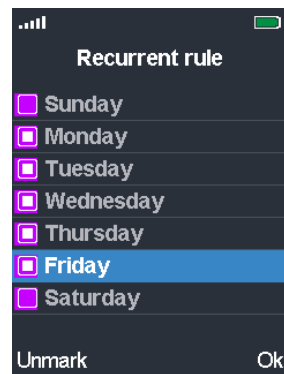 Recurrent rule
Sunday
Monday
Tuesday
Wednesday
Thursday
Friday
Saturday
Unmark Ok